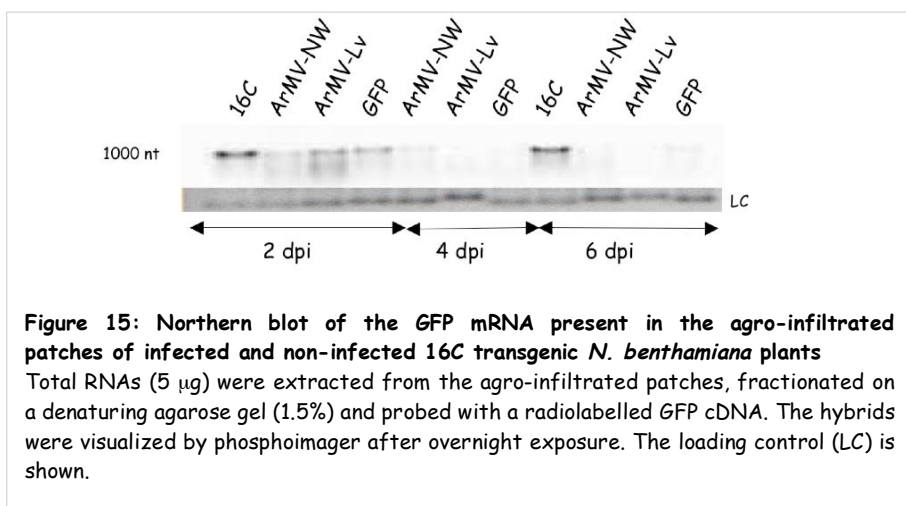 16C ArMV-NW ArMV-Lv GFP ArMV-NW ArMV-Lv GFP 16C ArMV-NW ArMV-Lv GFP
1000 nt
LC
2 dpi 4 dpi 6 dpi
Figure 15: Northern blot of the GFP mRNA present in the agro-infiltrated
patches of infected and non-infected 16C transgenic N. benthamiana plants
Total RNAs (5 μg) were extracted from the agro-infiltrated patches, fractionated on
a denaturing agarose gel (1.5%) and probed with a radiolabelled GFP cDNA. The hybrids
were visualized by phosphoimager after overnight exposure. The loading control (LC) is
shown.